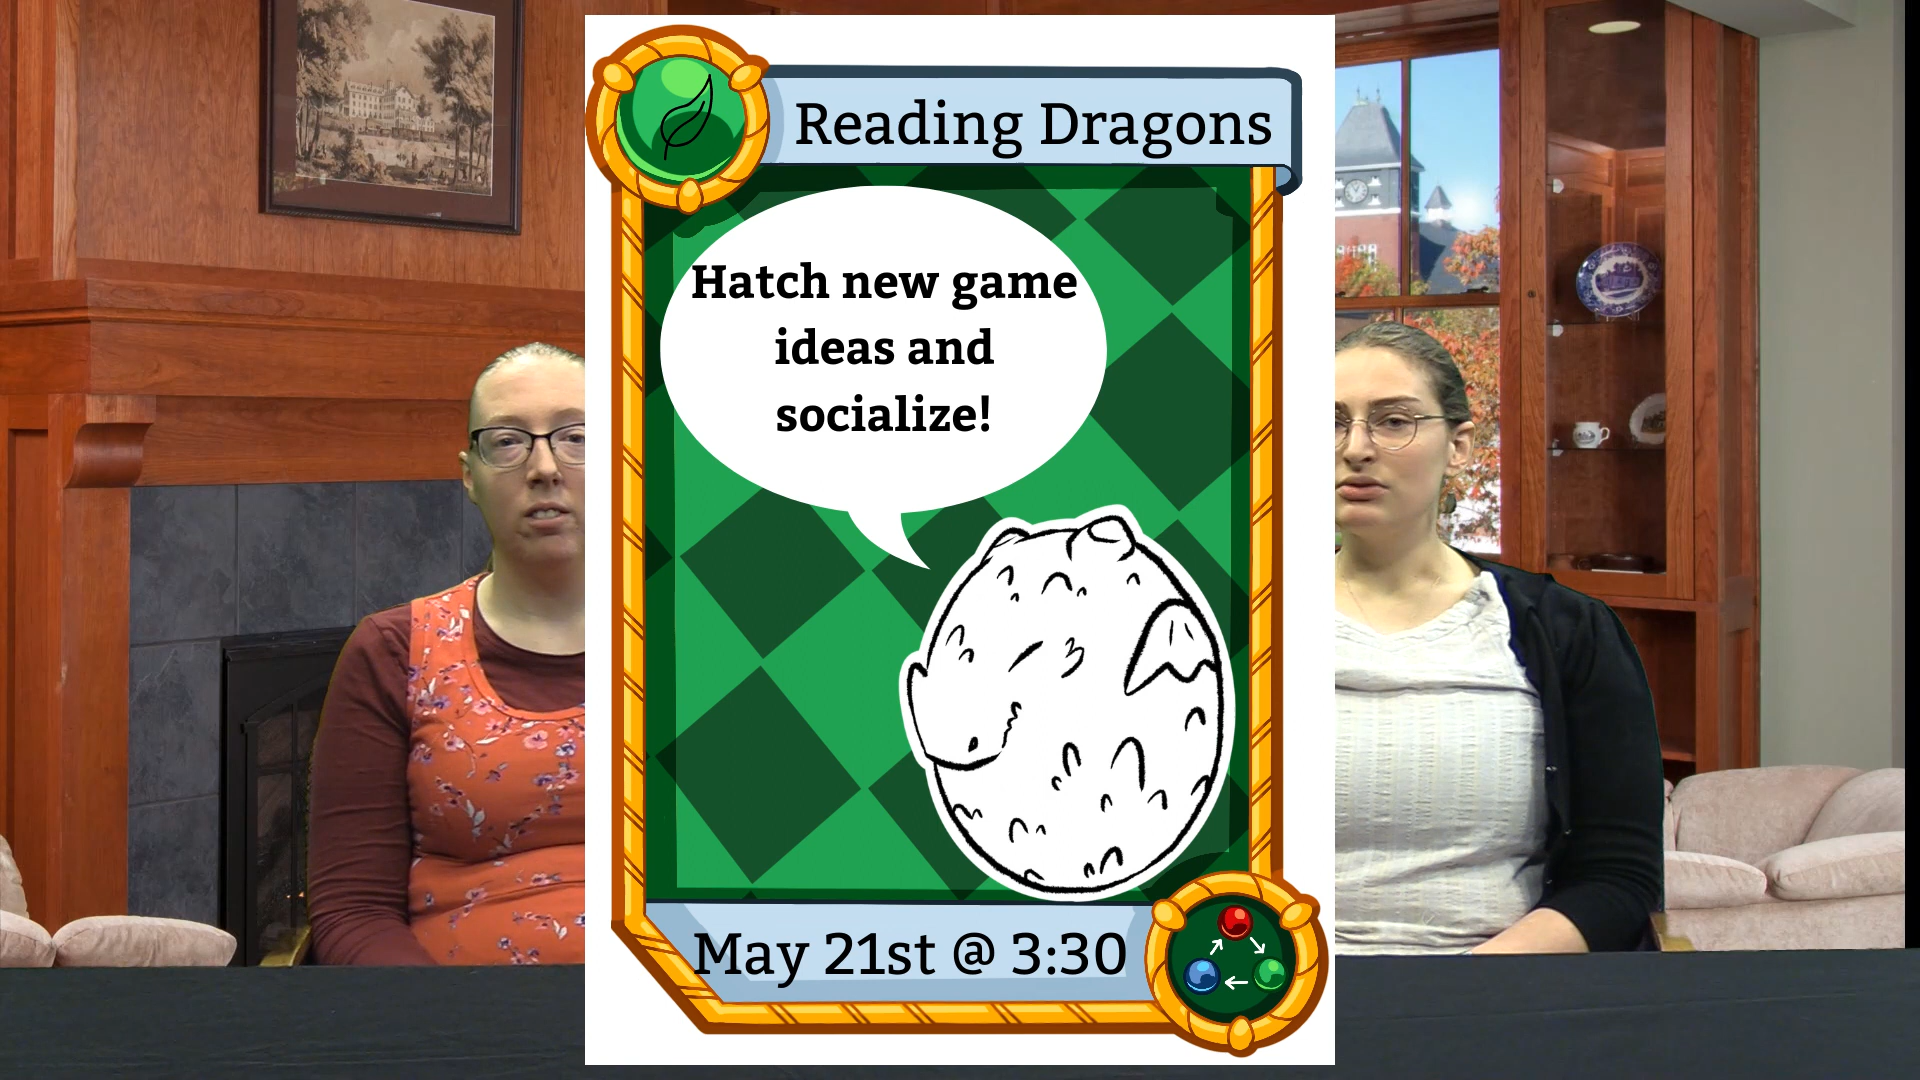 Reading Dragons
Hatch new game
ideas and
socialize!
May 21st @ 3:30